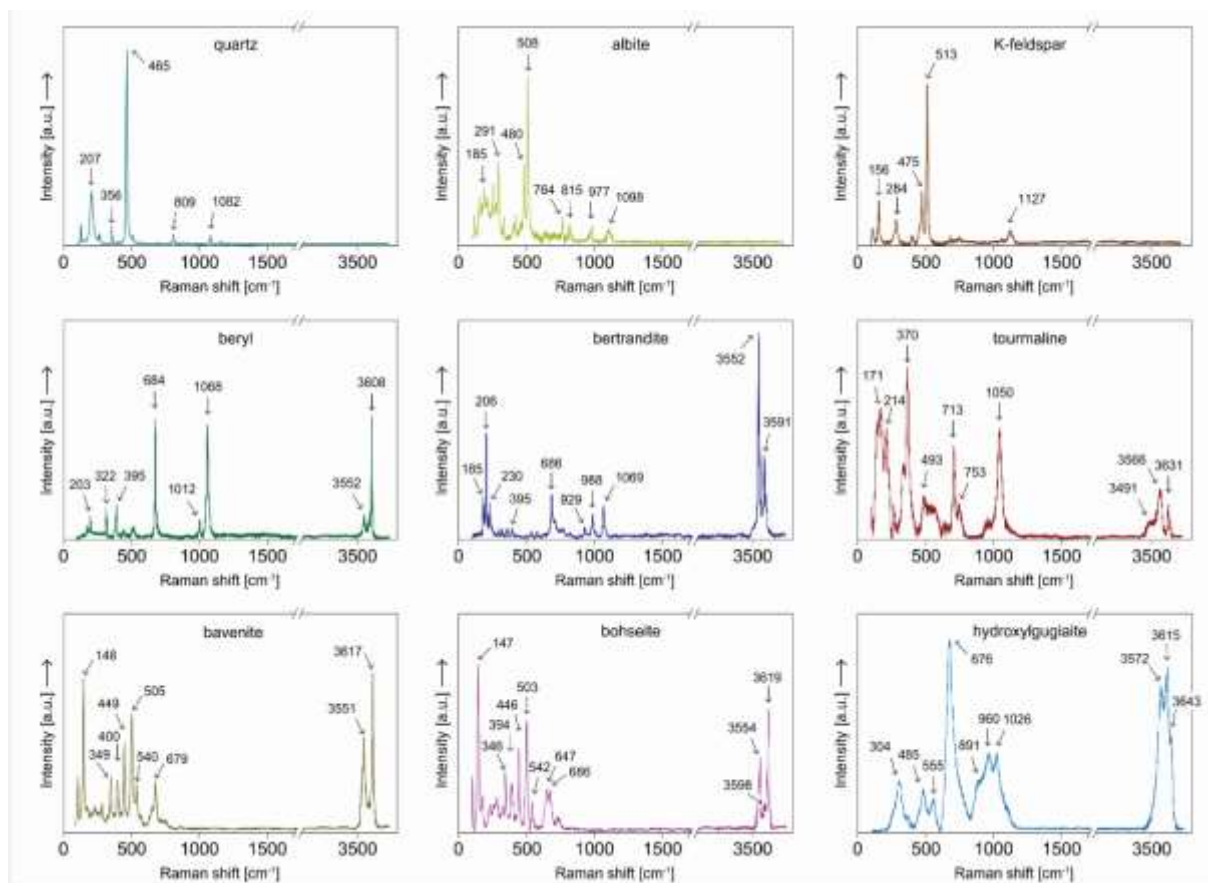 quartz
465
207
356
809
1082
Intensity [a.u.]
0 500 1000 1500 3500
Raman shift [cm-1]
albite
508
291
185
480
764
815
977
1098
Intensity [a.u.]
0 500 1000 1500 3500
Raman shift [cm-1]
K-feldspar
513
475
156
284
1127
Intensity [a.u.]
0 500 1000 1500 3500
Raman shift [cm-1]
beryl
684
1068
3608
322
395
203
1012
3552
Intensity [a.u.]
0 500 1000 1500 3500
Raman shift [cm-1]
bertrandite
3552
206
3591
165
230
686
395
929
988
1069
Intensity [a.u.]
0 500 1000 1500 3500
Raman shift [cm-1]
tourmaline
370
171
214
713
1050
493
753
3566
3631
3491
Intensity [a.u.]
0 500 1000 1500 3500
Raman shift [cm-1]
bavenite
148
3617
449
505
400
349
540
679
3551
Intensity [a.u.]
0 500 1000 1500 3500
Raman shift [cm-1]
bohseite
147
503
3619
446
394
346
647
542
686
3554
3598
Intensity [a.u.]
0 500 1000 1500 3500
Raman shift [cm-1]
hydroxylgugiaite
676
3615
3572
3643
960
1026
891
304
485
555
Intensity [a.u.]
0 500 1000 1500 3500
Raman shift [cm-1]